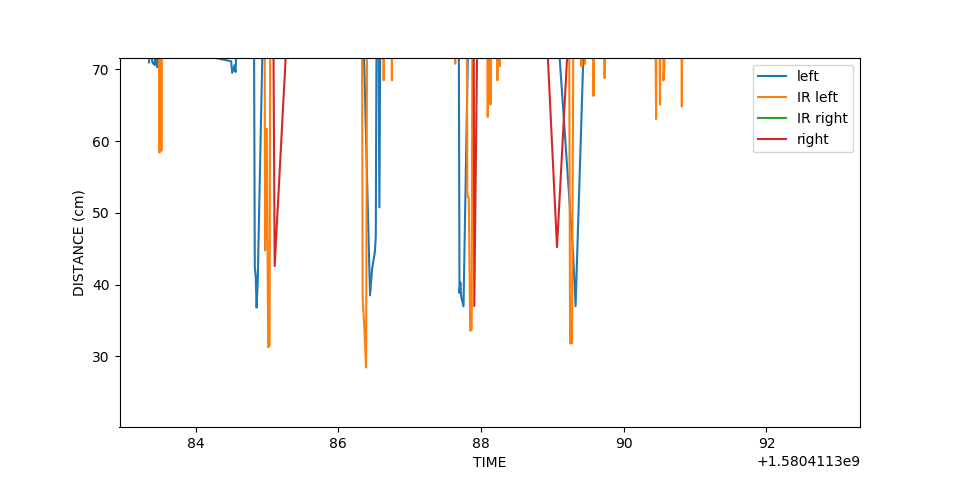 70
60
50
40
30
DISTANCE (cm)
84
86
88
90
92
TIME
+1.5804113e9
left
IR left
IR right
right